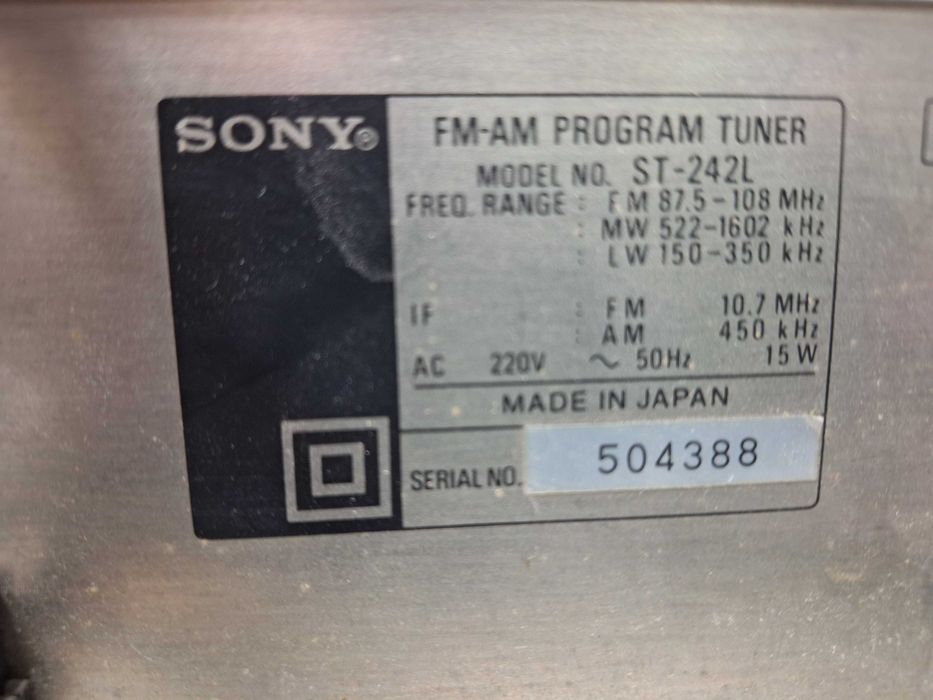 SONY®
FM-AM PROGRAM TUNER
MODEL NO. ST-242L
FREQ. RANGE : FM 87.5-108 MHz
: MW 522-1602 kHz
: LW 150-350 kHz
IF : FM 10.7 MHz
: AM 450 kHz
AC 220V ~ 50Hz 15W
MADE IN JAPAN
SERIAL NO. 504388